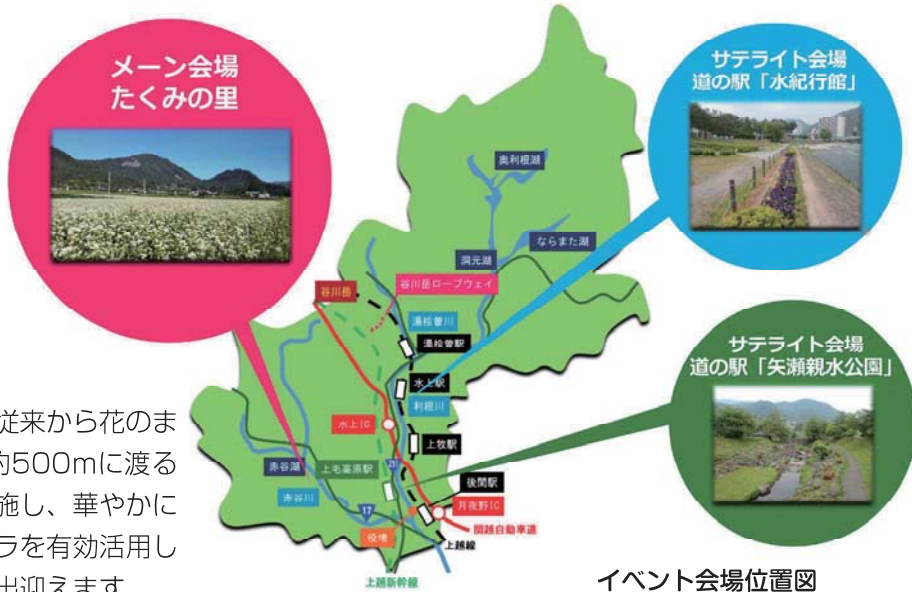 メーン会場
たくみの里
サテライト会場
道の駅「水紀行館」
奥利根湖
ならまた湖
洞元湖
谷川岳ロープウェイ
谷川岳
湯桧曽川
湯桧曽駅
サテライト会場
道の駅「矢瀬親水公園」
水上駅
利根川
水上IC
上牧駅
従来から花のま
約500mに渡る
施し、華やかに
ラを有効活用し
出迎えます
赤谷湖
上毛高原駅
赤谷川
17
後閑駅
月夜野IC
関越自動車道
役場
上越線
上越新幹線
イベント会場位置図